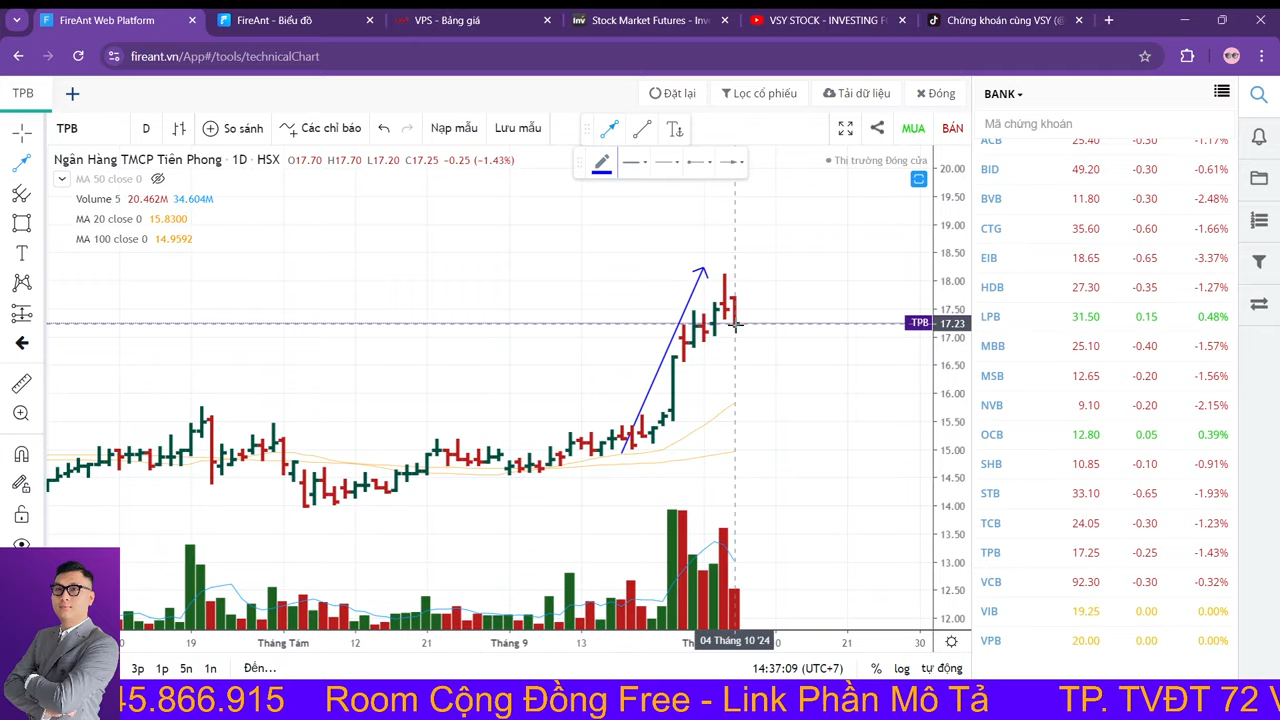 FireAnt Web Platform
FireAnt - Biểu đồ
VPS - Bảng giá
Stock Market Futures - Inve
VSY STOCK - INVESTING F
Chứng khoán cùng VSY (@
fireant.vn/App#/tools/technicalChart
TPB
Đặt lại
Lọc cổ phiếu
Tải dữ liệu
Đóng
TPB D So sánh Các chỉ báo Nạp mẫu Lưu mẫu MUA BÁN
Ngân Hàng TMCP Tiên Phong · 1D · HSX O17.70 H17.70 L17.20 C17.25 -0.25 (-1.43%)
Thị trường Đóng cửa
MA 50 close 0
Volume 5 20.462M 34.604M
MA 20 close 0 15.8300
MA 100 close 0 14.9592
20.00
19.50
19.00
18.50
18.00
17.50
TPB 17.23
17.00
16.50
16.00
15.50
15.00
14.50
14.00
13.50
13.00
12.50
12.00
19 Tháng Tám 12 21 Tháng 9 13 04 Tháng 10 '24 21 30
3p 1p 5n 1n Đến... 14:37:09 (UTC+7) % log tự động
BANK
Mã chứng khoán
ACB 25.40 -0.30 -1.17%
BID 49.20 -0.30 -0.61%
BVB 11.80 -0.30 -2.48%
CTG 35.60 -0.60 -1.66%
EIB 18.65 -0.65 -3.37%
HDB 27.30 -0.35 -1.27%
LPB 31.50 0.15 0.48%
MBB 25.10 -0.40 -1.57%
MSB 12.65 -0.20 -1.56%
NVB 9.10 -0.20 -2.15%
OCB 12.80 0.05 0.39%
SHB 10.85 -0.10 -0.91%
STB 33.10 -0.65 -1.93%
TCB 24.05 -0.30 -1.23%
TPB 17.25 -0.25 -1.43%
VCB 92.30 -0.30 -0.32%
VIB 19.25 0.00 0.00%
VPB 20.00 0.00 0.00%
45.866.915 Room Cộng Đồng Free - Link Phần Mô Tả TP. TVĐT 72 V